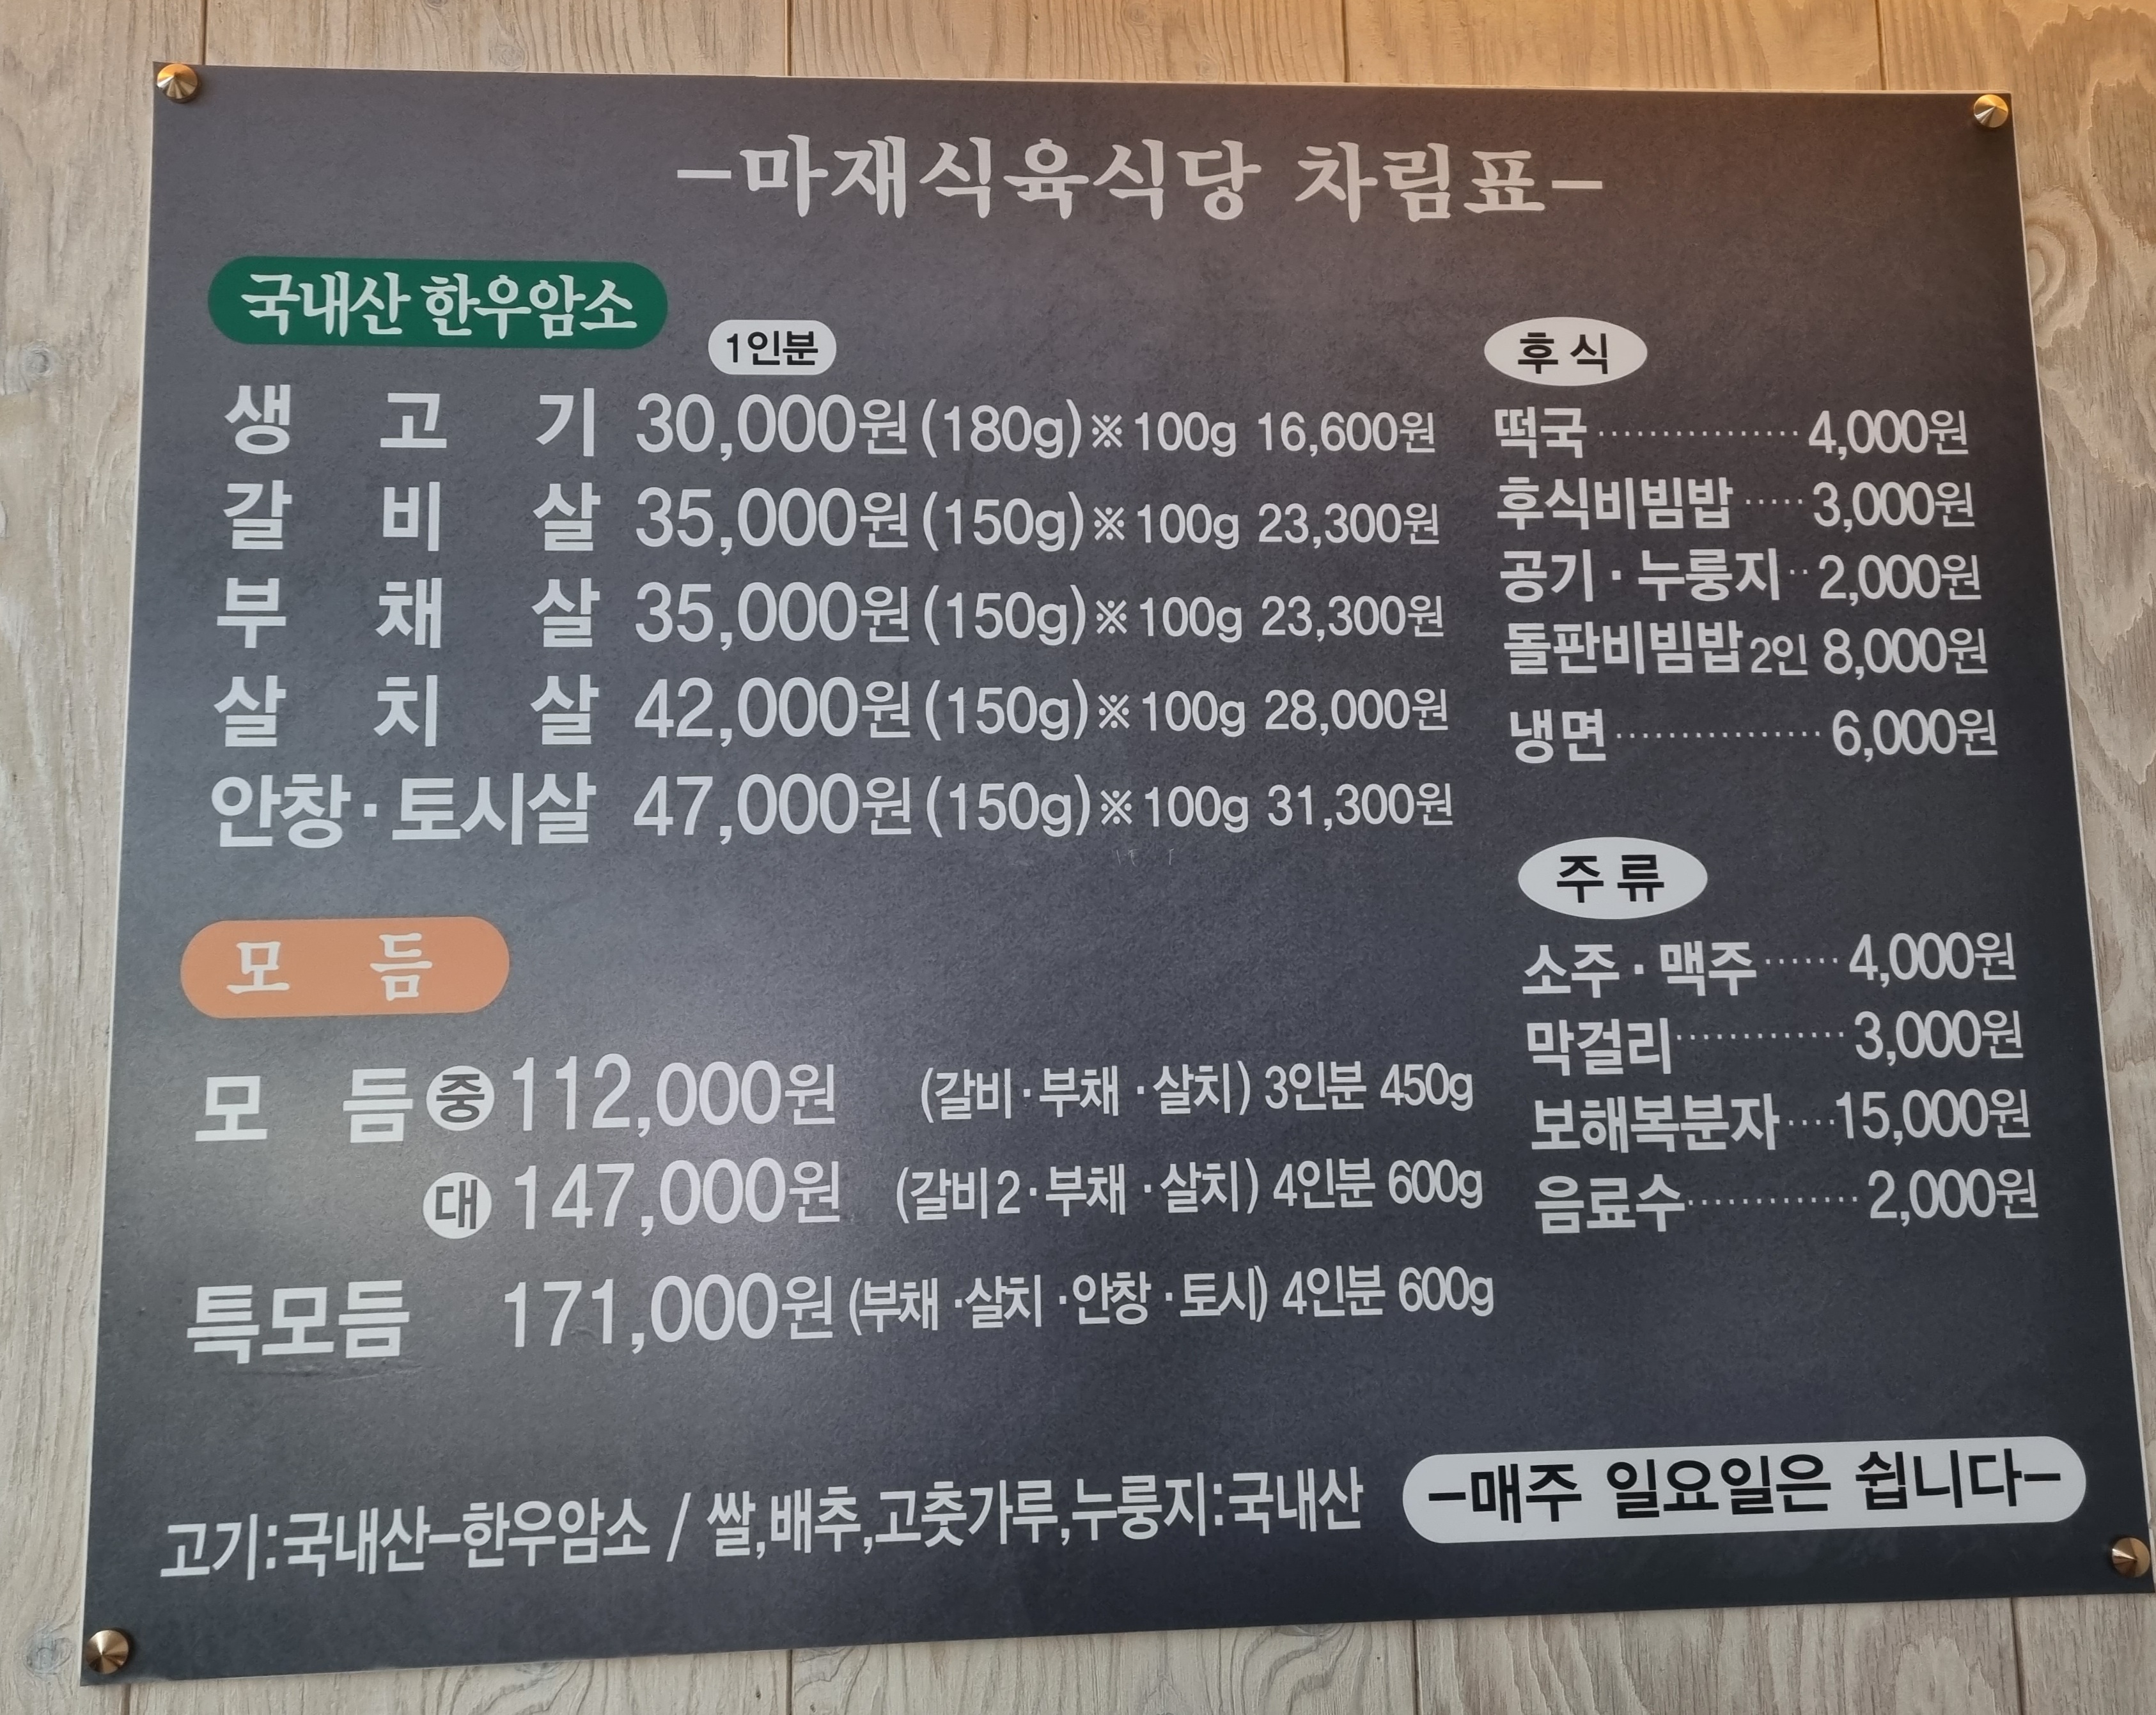 -마재식육식당 차림표-
국내산 한우암소
1인분
생고기 30,000원 (180g) ※ 100g 16,600원
갈비살 35,000원 (150g) ※ 100g 23,300원
부채살 35,000원 (150g) ※ 100g 23,300원
살치살 42,000원 (150g) ※ 100g 28,000원
안창·토시살 47,000원 (150g) ※ 100g 31,300원
모듬
모듬 중 112,000원 (갈비·부채·살치) 3인분 450g
대 147,000원 (갈비2·부채·살치) 4인분 600g
특모듬 171,000원 (부채·살치·안창·토시) 4인분 600g
후식
떡국 ················ 4,000원
후식비빔밥 ····· 3,000원
공기·누룽지 ·· 2,000원
돌판비빔밥 2인 8,000원
냉면 ················ 6,000원
주류
소주·맥주 ······ 4,000원
막걸리 ············· 3,000원
보해복분자 ···· 15,000원
음료수 ············· 2,000원
고기:국내산-한우암소 / 쌀,배추,고춧가루,누룽지:국내산
-매주 일요일은 쉽니다-